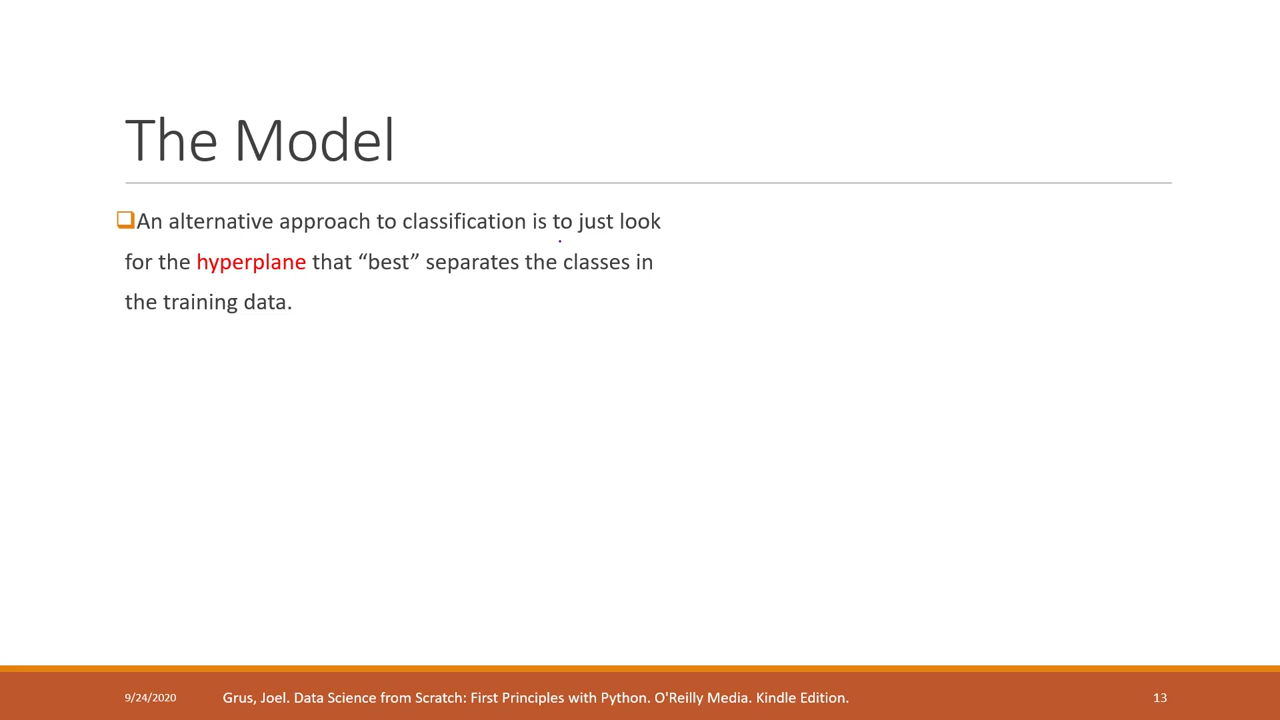 The Model
An alternative approach to classification is to just look
for the hyperplane that “best” separates the classes in
the training data.
9/24/2020
Grus, Joel. Data Science from Scratch: First Principles with Python. O'Reilly Media. Kindle Edition.
13